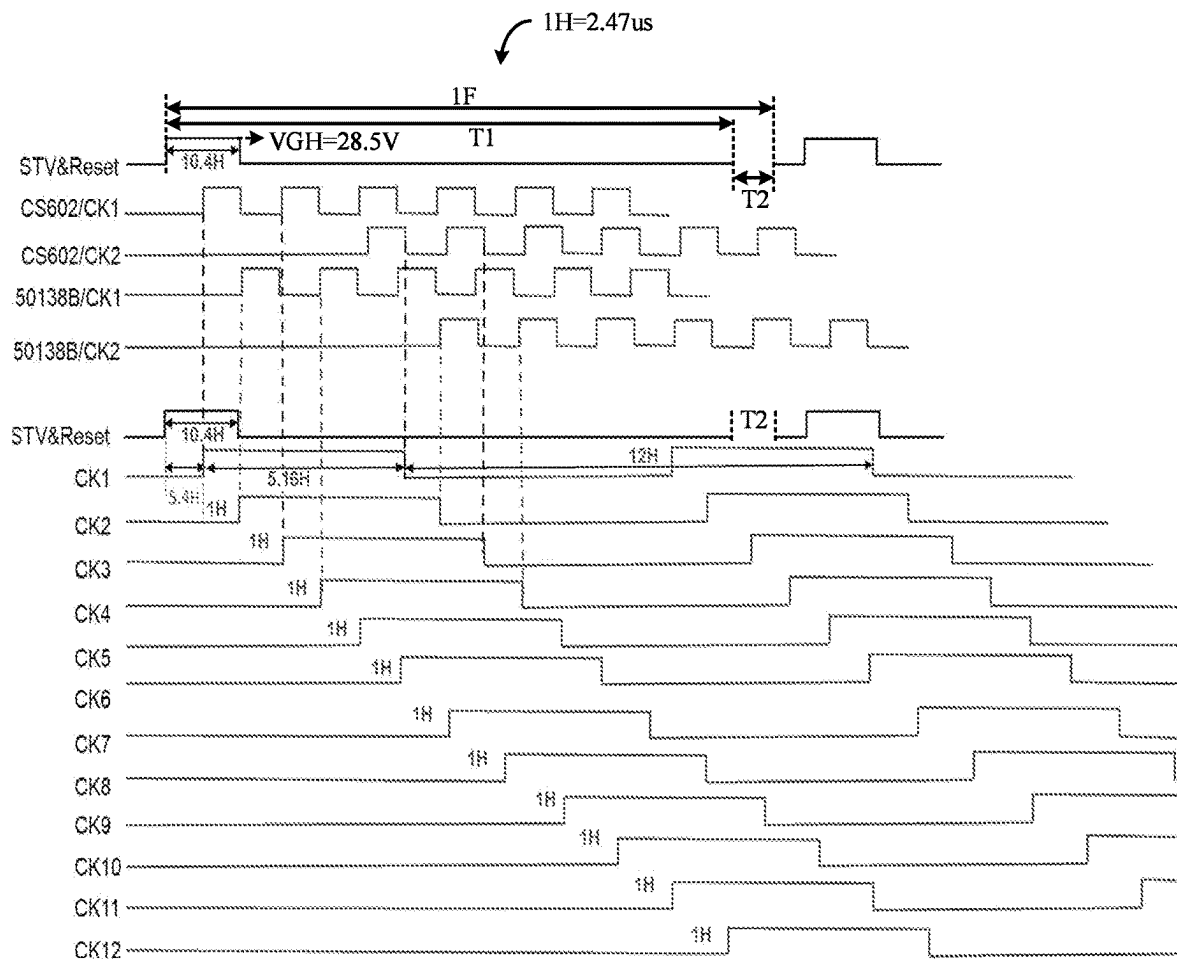 1H=2.47us
1F
T1
VGH=28.5V
STV&Reset
10.4H
T2
CS602/CK1
CS602/CK2
50138B/CK1
50138B/CK2
STV&Reset
10.4H
T2
CK1
5.4H
5.16H
12H
1H
CK2
1H
CK3
1H
CK4
1H
CK5
1H
CK6
1H
CK7
1H
CK8
1H
CK9
1H
CK10
1H
CK11
1H
CK12